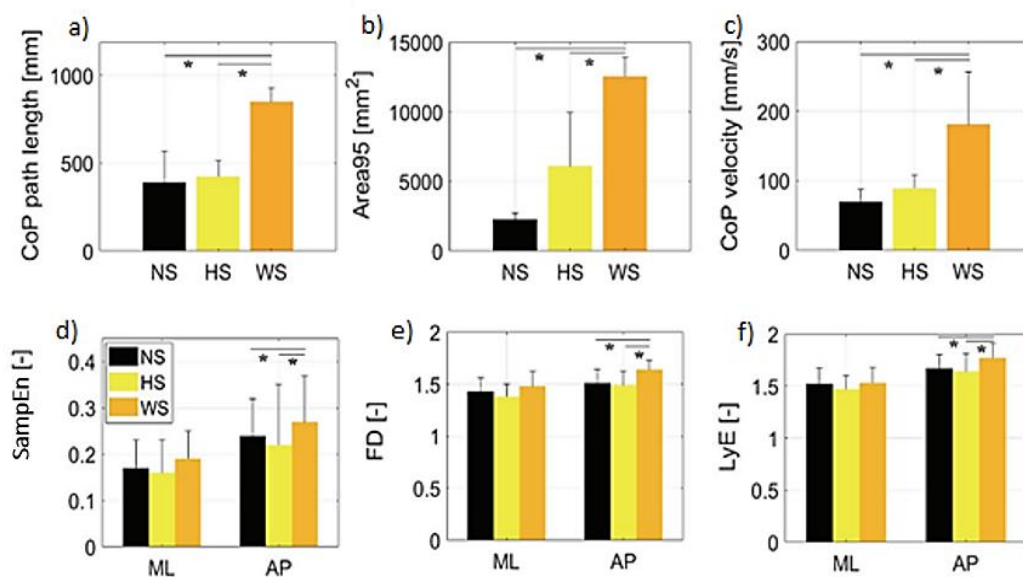 a)
CoP path length [mm]
1000
500
0
*
*
NS HS WS
b)
Area95 [mm²]
15000
10000
5000
0
*
*
NS HS WS
c)
CoP velocity [mm/s]
300
200
100
0
*
*
NS HS WS
d)
SampEn [-]
0.4
0.3
0.2
0.1
0
NS
HS
WS
*
*
ML AP
e)
FD [-]
2
1.5
1
0.5
0
*
*
ML AP
f)
LyE [-]
2
1.5
1
0.5
0
*
*
ML AP